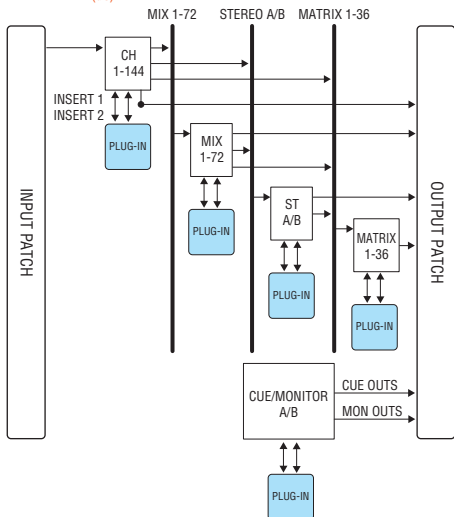 MIX 1-72 STEREO A/B MATRIX 1-36
CH
1-144
INSERT 1
INSERT 2
PLUG-IN
MIX
1-72
PLUG-IN
ST
A/B
PLUG-IN
MATRIX
1-36
PLUG-IN
INPUT PATCH
OUTPUT PATCH
CUE/MONITOR
A/B
CUE OUTS
MON OUTS
PLUG-IN